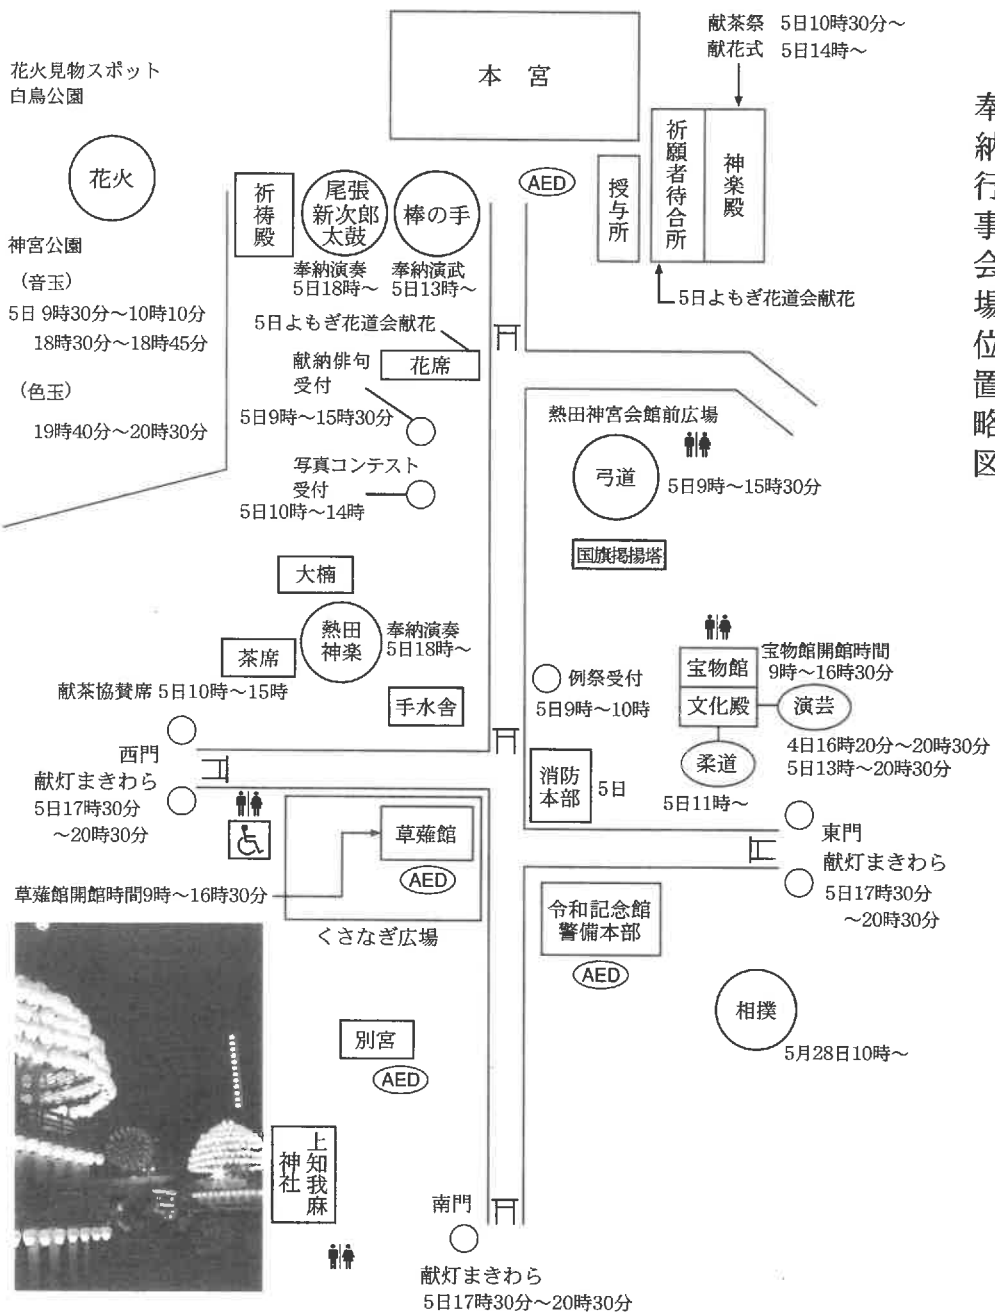 奉納行事会場位置略図
献茶祭 5日10時30分～
献花式 5日14時～
本宮
花火見物スポット
白鳥公園
花火
神宮公園
（音玉）
5日 9時30分～10時10分
18時30分～18時45分
（色玉）
19時40分～20時30分
祈祷殿
尾張
新次郎
太鼓
奉納演奏
5日18時～
棒の手
奉納演武
5日13時～
AED
授与所
祈願者待合所
神楽殿
5日よもぎ花道会献花
5日よもぎ花道会献花
花席
献納俳句
受付
5日9時～15時30分
写真コンテスト
受付
5日10時～14時
熱田神宮会館前広場
弓道
5日9時～15時30分
国旗掲揚塔
大楠
熱田
神楽
奉納演奏
5日18時～
茶席
献茶協賛席 5日10時～15時
手水舎
例祭受付
5日9時～10時
宝物館
宝物館開館時間
9時～16時30分
文化殿
演芸
4日16時20分～20時30分
5日13時～20時30分
柔道
5日11時～
西門
献灯まきわら
5日17時30分
～20時30分
消防
本部
5日
東門
献灯まきわら
5日17時30分
～20時30分
草薙館
AED
草薙館開館時間9時～16時30分
くさなぎ広場
令和記念館
警備本部
AED
相撲
5月28日10時～
別宮
AED
上知我麻
神社
南門
献灯まきわら
5日17時30分～20時30分